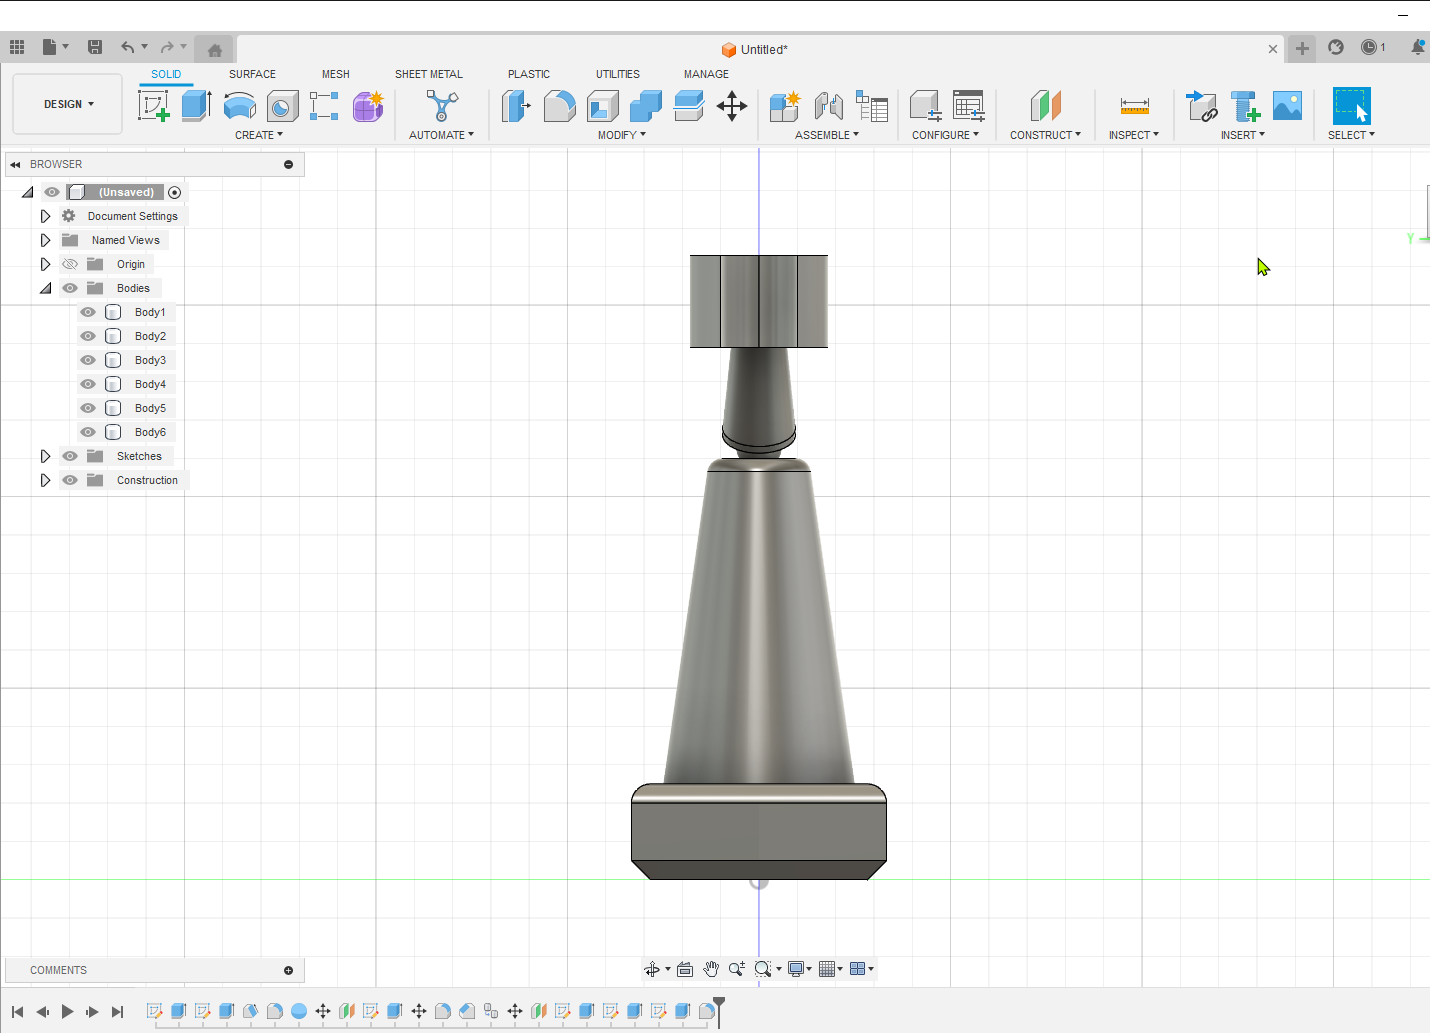 Untitled*
1
DESIGN
SOLID SURFACE MESH SHEET METAL PLASTIC UTILITIES MANAGE
CREATE AUTOMATE MODIFY ASSEMBLE CONFIGURE CONSTRUCT INSPECT INSERT SELECT
BROWSER
(Unsaved)
Document Settings
Named Views
Origin
Bodies
Body1
Body2
Body3
Body4
Body5
Body6
Sketches
Construction
Y
COMMENTS